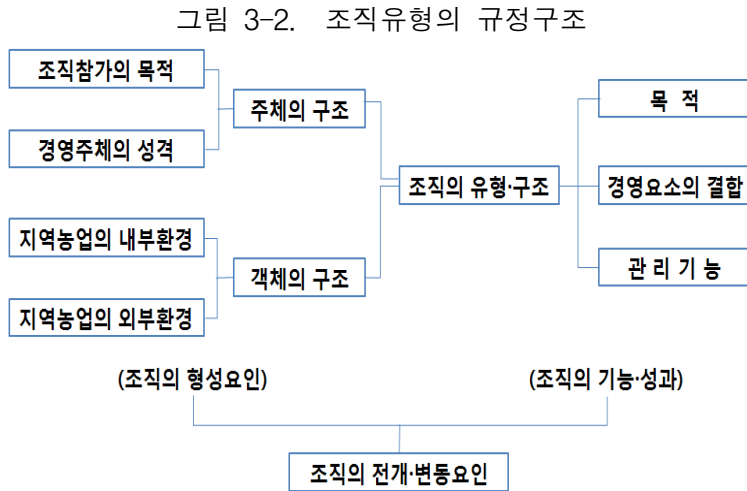 그림 3-2. 조직유형의 규정구조
조직참가의 목적
경영주체의 성격
주체의 구조
지역농업의 내부환경
지역농업의 외부환경
객체의 구조
조직의 유형·구조
목 적
경영요소의 결합
관 리 기 능
(조직의 형성요인)
(조직의 기능·성과)
조직의 전개·변동요인